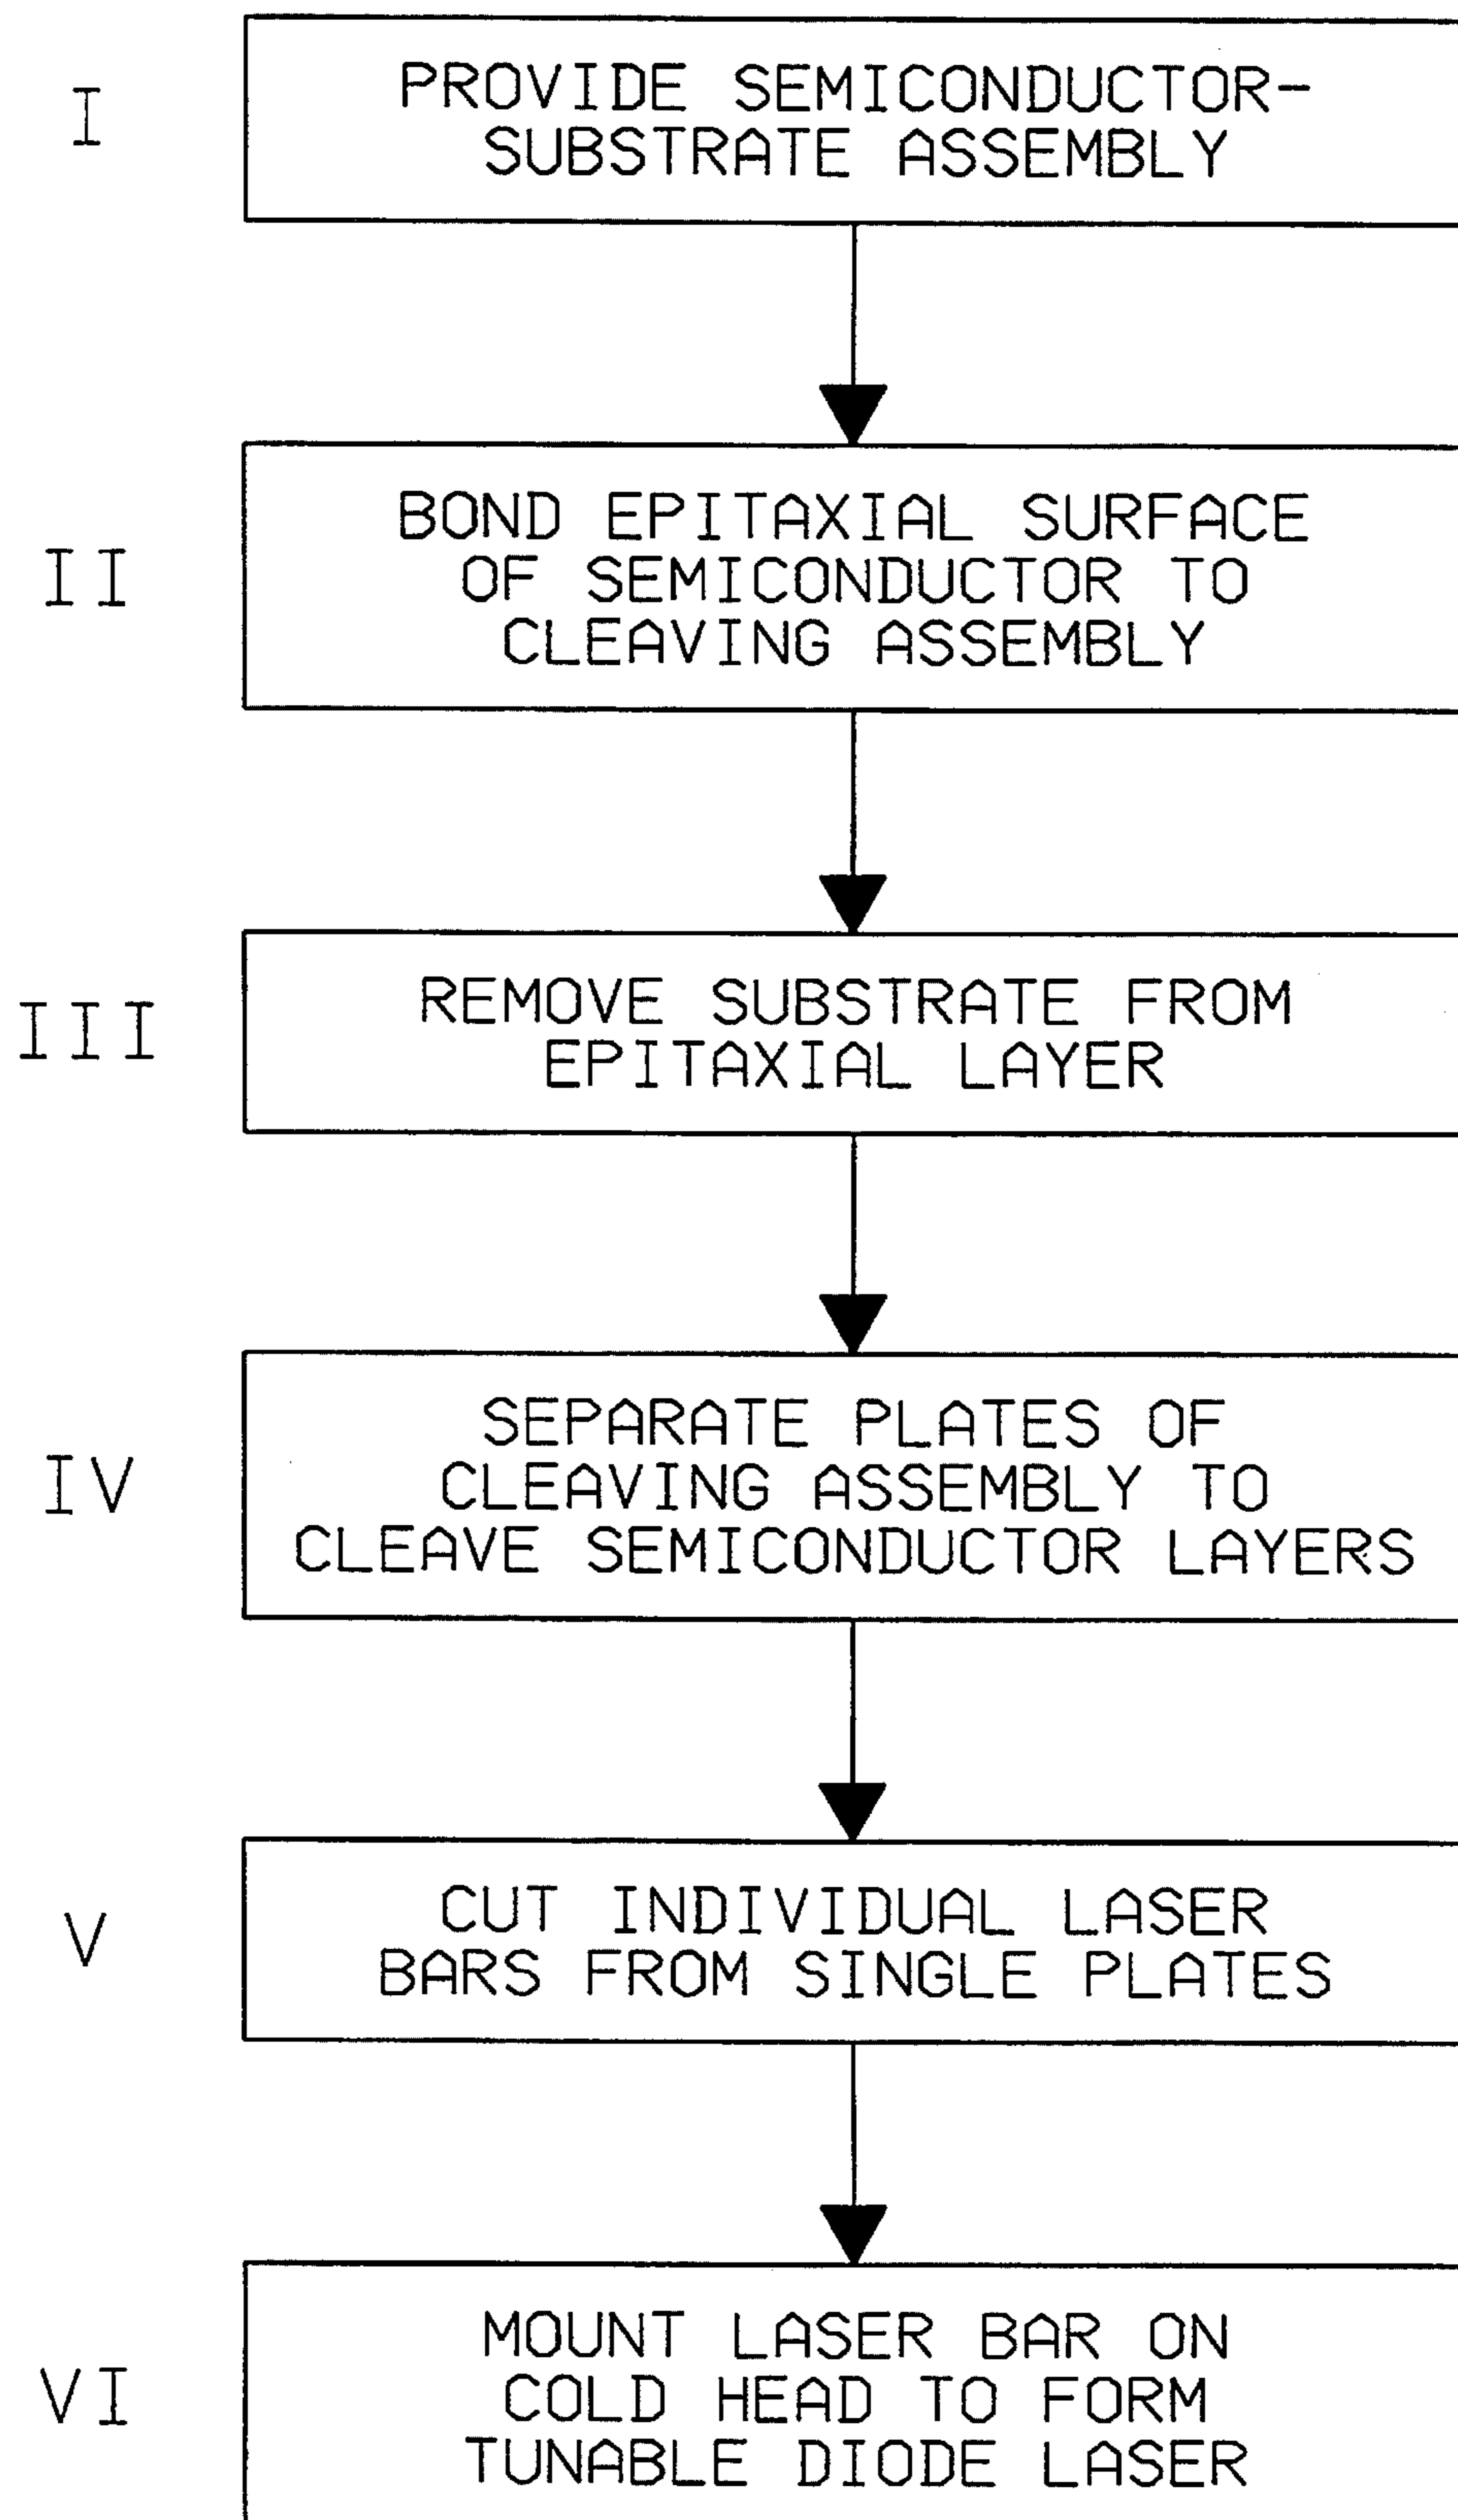 I
PROVIDE SEMICONDUCTOR-
SUBSTRATE ASSEMBLY
II
BOND EPITAXIAL SURFACE
OF SEMICONDUCTOR TO
CLEAVING ASSEMBLY
III
REMOVE SUBSTRATE FROM
EPITAXIAL LAYER
IV
SEPARATE PLATES OF
CLEAVING ASSEMBLY TO
CLEAVE SEMICONDUCTOR LAYERS
V
CUT INDIVIDUAL LASER
BARS FROM SINGLE PLATES
VI
MOUNT LASER BAR ON
COLD HEAD TO FORM
TUNABLE DIODE LASER